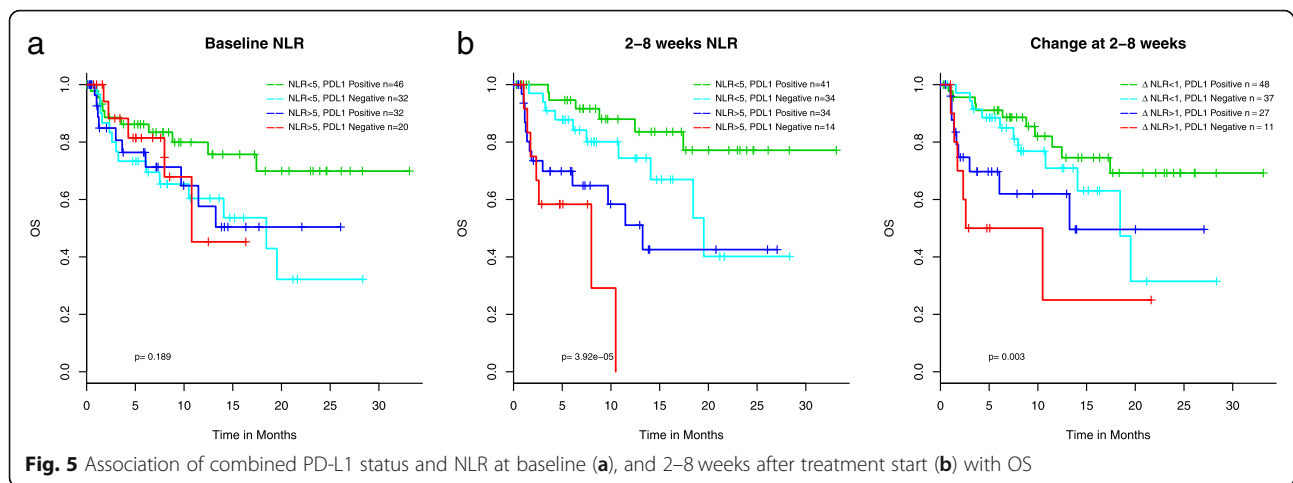 a
Baseline NLR
NLR<5, PDL1 Positive n=46
NLR<5, PDL1 Negative n=32
NLR>5, PDL1 Positive n=32
NLR>5, PDL1 Negative n=20
OS
1.0
0.8
0.6
0.4
0.2
0.0
p= 0.189
0 5 10 15 20 25 30
Time in Months
b
2–8 weeks NLR
NLR<5, PDL1 Positive n=41
NLR<5, PDL1 Negative n=34
NLR>5, PDL1 Positive n=34
NLR>5, PDL1 Negative n=14
OS
1.0
0.8
0.6
0.4
0.2
0.0
p= 3.92e−05
0 5 10 15 20 25 30
Time in Months
Change at 2–8 weeks
Δ NLR<1, PDL1 Positive n = 48
Δ NLR<1, PDL1 Negative n = 37
Δ NLR>1, PDL1 Positive n = 27
Δ NLR>1, PDL1 Negative n = 11
OS
1.0
0.8
0.6
0.4
0.2
0.0
p= 0.003
0 5 10 15 20 25 30
Time in Months
Fig. 5 Association of combined PD-L1 status and NLR at baseline (a), and 2–8 weeks after treatment start (b) with OS